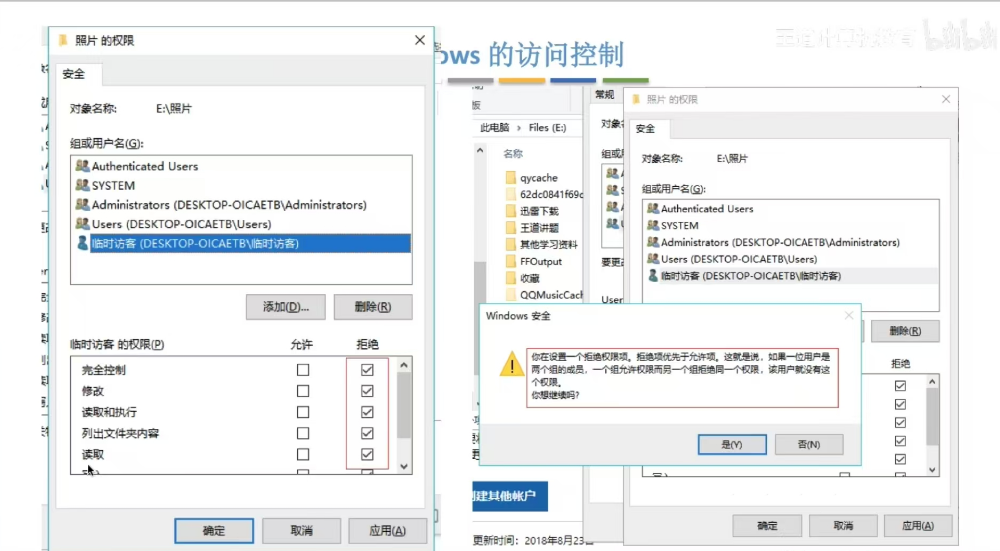 ows 的访问控制
bilibili
照片 的权限
安全
对象名称: E:\照片
组或用户名(G):
Authenticated Users
SYSTEM
Administrators (DESKTOP-OICAETB\Administrators)
Users (DESKTOP-OICAETB\Users)
临时访客 (DESKTOP-OICAETB\临时访客)
添加(D)...
删除(R)
临时访客 的权限(P) 允许 拒绝
完全控制
修改
读取和执行
列出文件夹内容
读取
确定
取消
应用(A)
版
此电脑 › Files (E:)
名称
qycache
62dc0841f69c
迅雷下载
王道讲题
其他学习资料
FFOutput
收藏
QQMusicCach
创建其他帐户
更新时间: 2018年8月23日
常规
对象
组或
要更
User
照片 的权限
安全
对象名称: E:\照片
组或用户名(G):
Authenticated Users
SYSTEM
Administrators (DESKTOP-OICAETB\Administrators)
Users (DESKTOP-OICAETB\Users)
临时访客 (DESKTOP-OICAETB\临时访客)
删除(R)
拒绝
Windows 安全
你在设置一个拒绝权限项。拒绝项优先于允许项。这就是说，如果一位用户是
两个组的成员，一个组允许权限而另一个组拒绝同一个权限，该用户就没有这
个权限。
你想继续吗?
是(Y)
否(N)
确定
取消
应用(A)